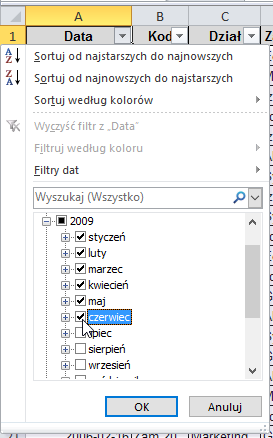 A B C
1 Data Kod Dział
Sortuj od najstarszych do najnowszych
Sortuj od najnowszych do najstarszych
Sortuj według kolorów
Wyczyść filtr z „Data"
Filtruj według koloru
Filtry dat
Wyszukaj (Wszystko)
2009
styczeń
luty
marzec
kwiecień
maj
czerwiec
lipiec
sierpień
wrzesień
OK Anuluj